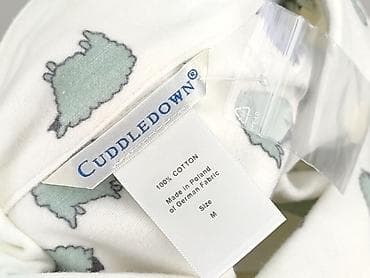 CUDDLEDOWN®
100% COTTON
Made in Poland
of German Fabric
Size
M